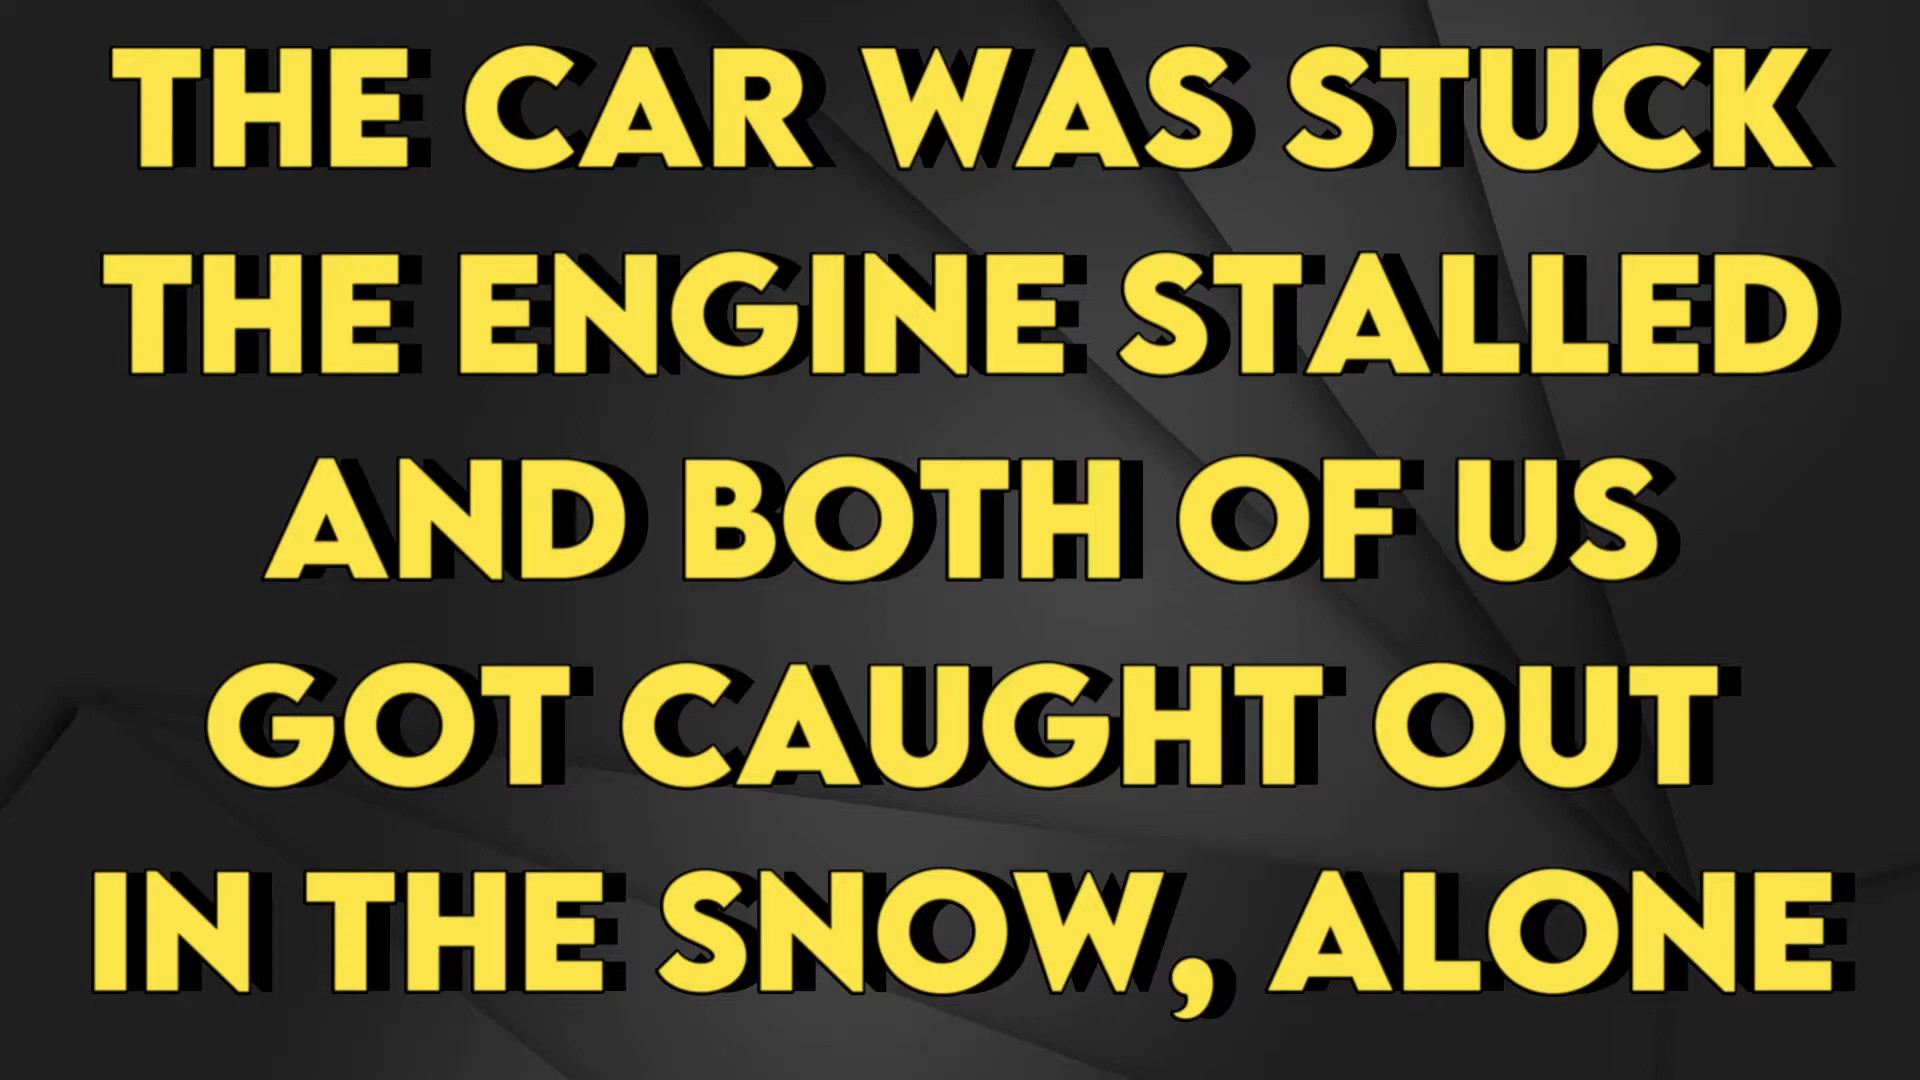 THE CAR WAS STUCK
THE ENGINE STALLED
AND BOTH OF US
GOT CAUGHT OUT
IN THE SNOW, ALONE